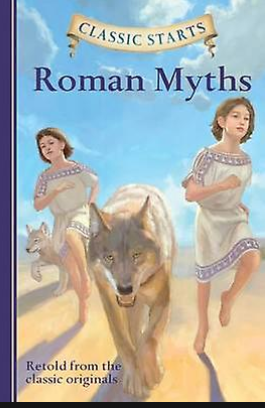 CLASSIC STARTS
Roman Myths
Retold from the
classic originals